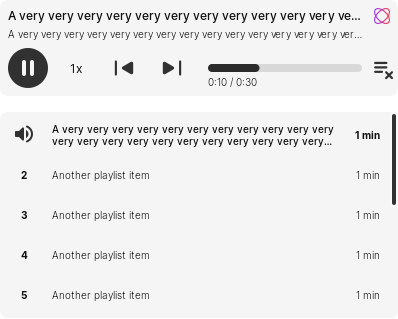 A very very very very very very very very very very very ve...
A very very very very very very very very very very very very very very ver...
1x
0:10 / 0:30
A very very very very very very very very very very very
very very very very very very very very very very very...
1 min
2 Another playlist item 1 min
3 Another playlist item 1 min
4 Another playlist item 1 min
5 Another playlist item 1 min